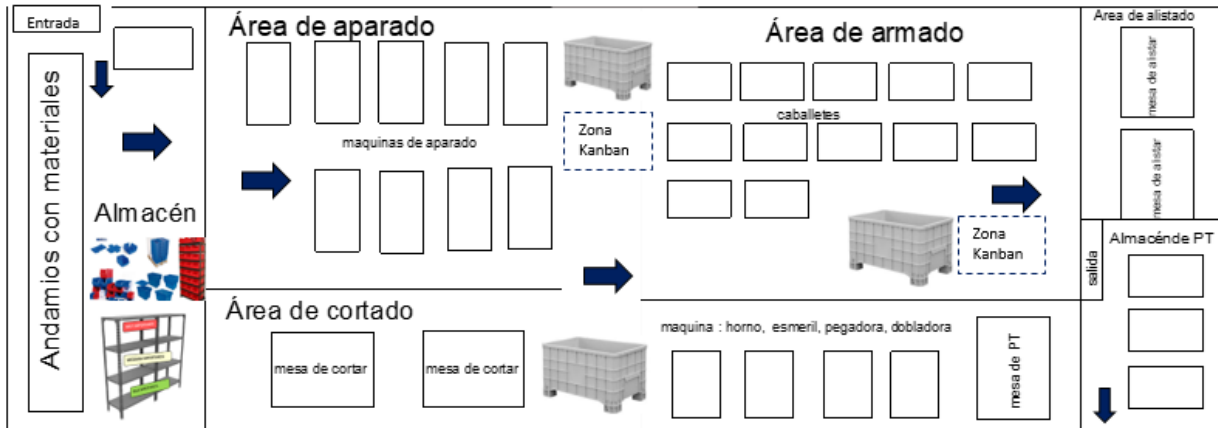 Entrada
Andamios con materiales
Almacén
Área de aparado
maquinas de aparado
Zona
Kanban
Área de armado
caballetes
Zona
Kanban
Area de alistado
mesa de alistar
mesa de alistar
salida
Almacénde PT
Área de cortado
mesa de cortar
mesa de cortar
maquina : horno, esmeril, pegadora, dobladora
mesa de PT